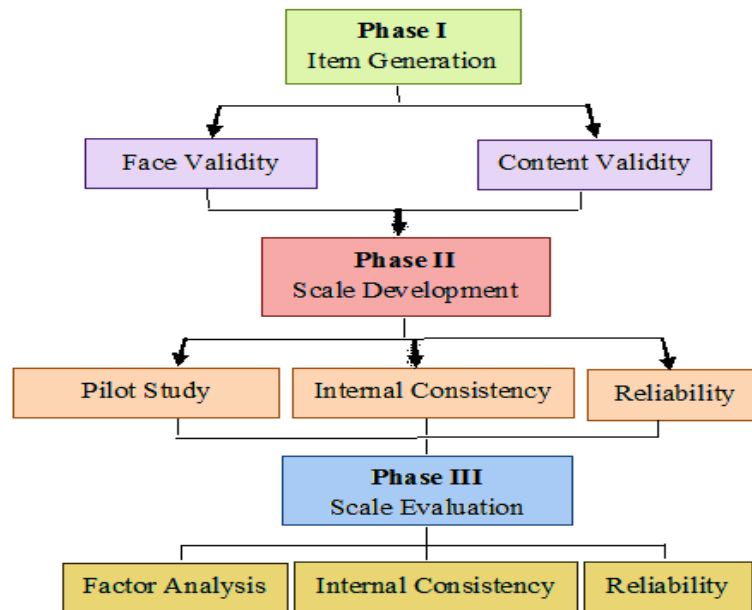 Phase I
Item Generation
Face Validity
Content Validity
Phase II
Scale Development
Pilot Study
Internal Consistency
Reliability
Phase III
Scale Evaluation
Factor Analysis
Internal Consistency
Reliability